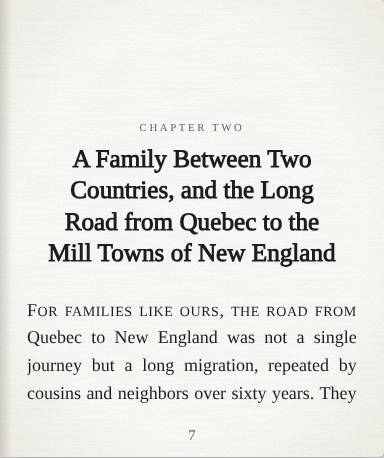 CHAPTER TWO
A Family Between Two
Countries, and the Long
Road from Quebec to the
Mill Towns of New England
FOR FAMILIES LIKE OURS, THE ROAD FROM
Quebec to New England was not a single
journey but a long migration, repeated by
cousins and neighbors over sixty years. They
7